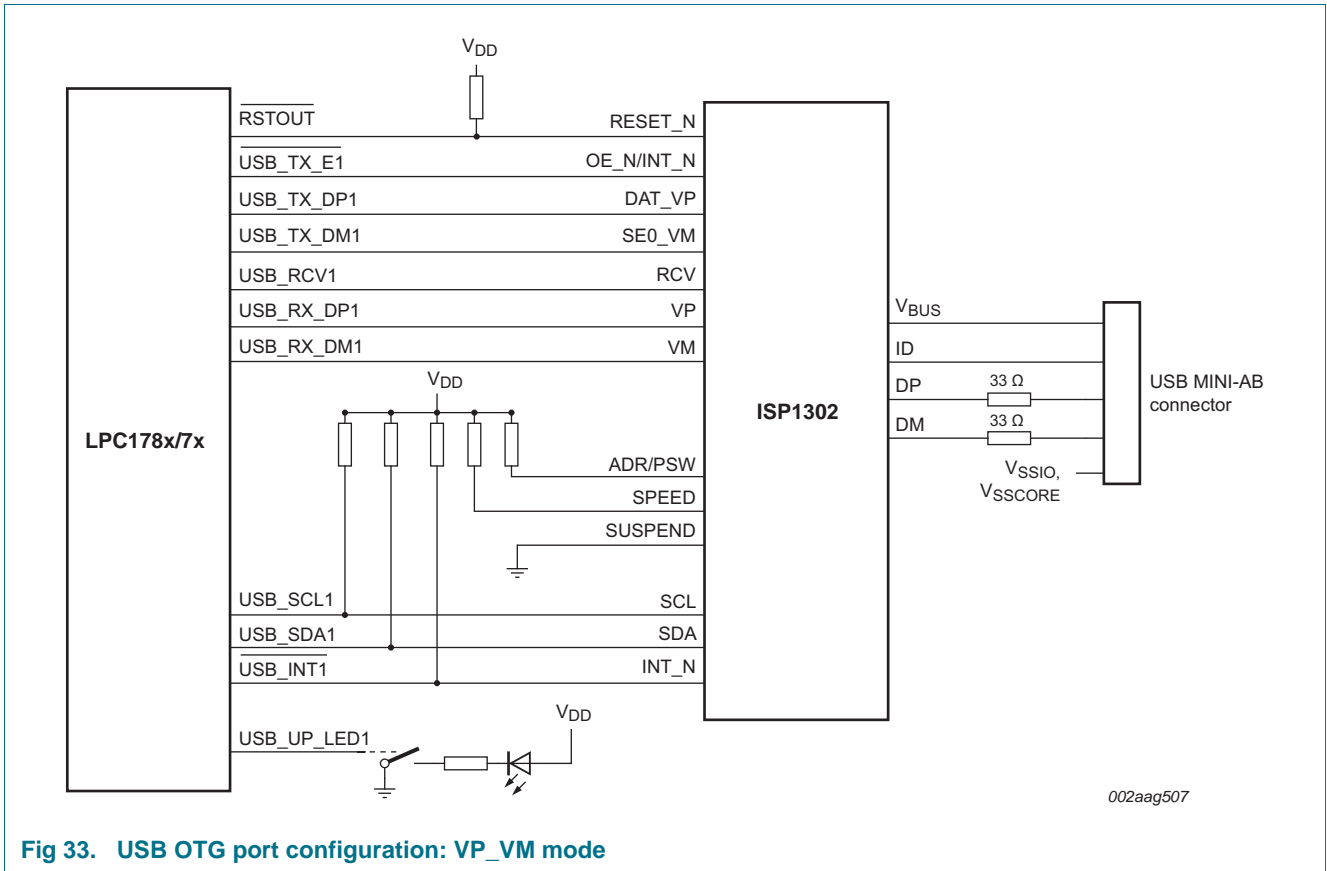 VDD
RSTOUT RESET_N
USB_TX_E1 OE_N/INT_N
USB_TX_DP1 DAT_VP
USB_TX_DM1 SE0_VM
USB_RCV1 RCV
USB_RX_DP1 VP
USB_RX_DM1 VM
VBUS
ID
DP 33 Ω
DM 33 Ω
USB MINI-AB
connector
VSSIO,
VSSCORE
LPC178x/7x
ISP1302
VDD
ADR/PSW
SPEED
SUSPEND
USB_SCL1 SCL
USB_SDA1 SDA
USB_INT1 INT_N
VDD
USB_UP_LED1
002aag507
Fig 33. USB OTG port configuration: VP_VM mode